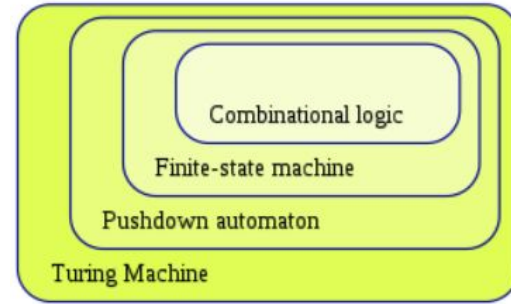 Combinational logic
Finite-state machine
Pushdown automaton
Turing Machine